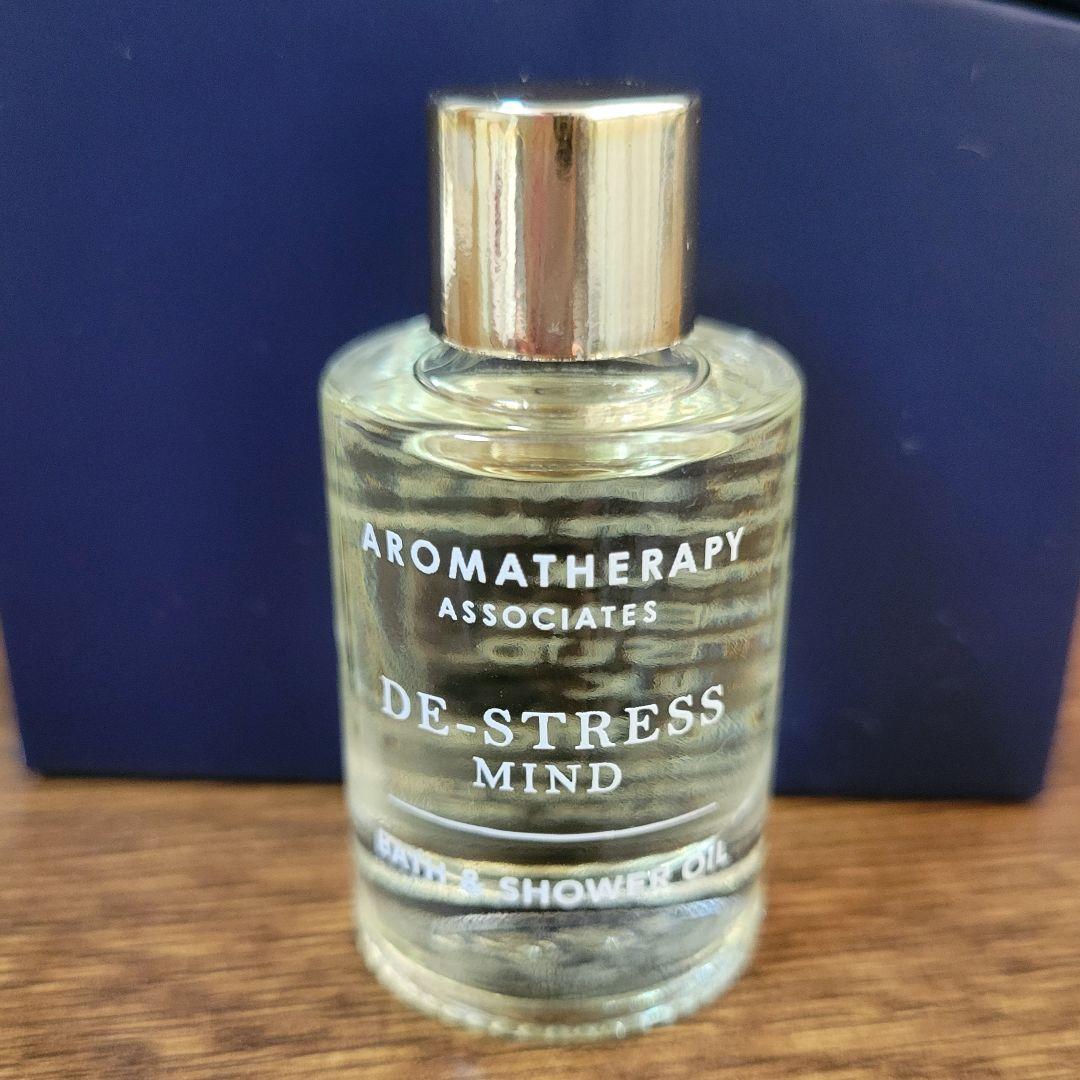 AROMATHERAPY
ASSOCIATES
DE-STRESS
MIND
BATH & SHOWER OIL